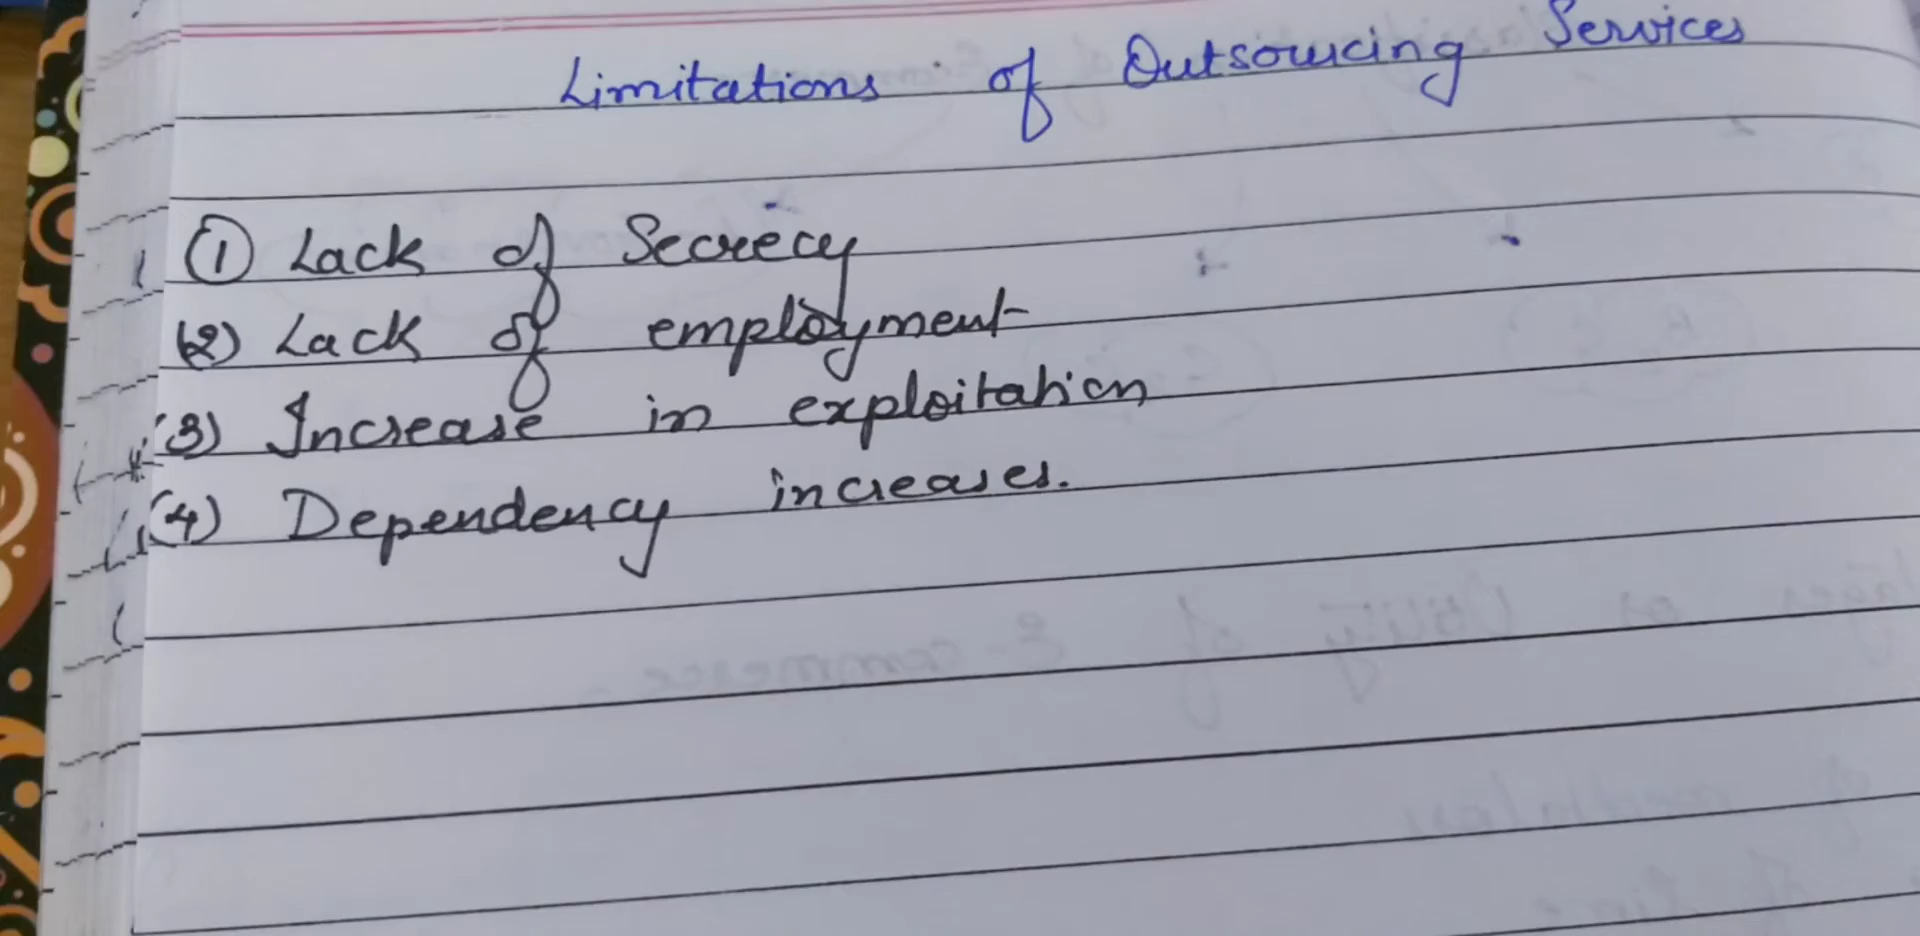 Limitations of Outsourcing Services
① Lack of Secrecy
(2) Lack of employment
(3) Increase in exploitation
(4) Dependency increases.